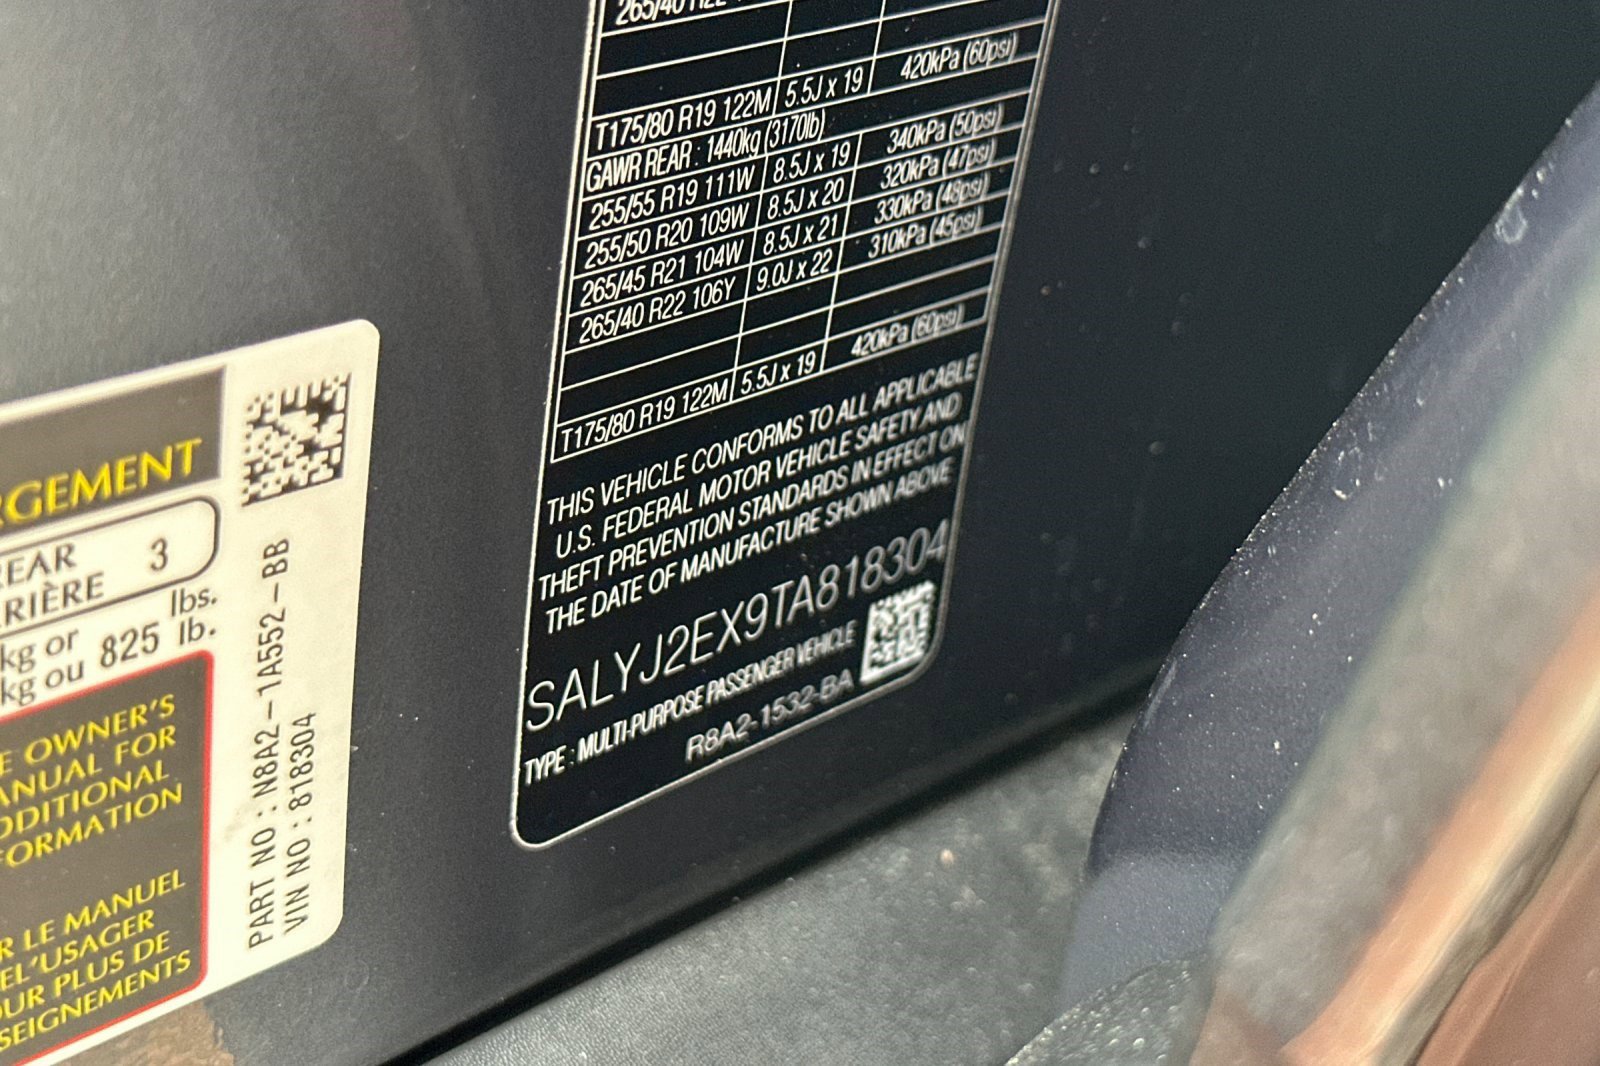 RGEMENT
REAR 3
RRIÈRE
kg or 825 lbs.
kg ou lb.
E OWNER'S
ANUAL FOR
DDITIONAL
FORMATION
R LE MANUEL
EL'USAGER
OUR PLUS DE
SEIGNEMENTS
PART NO : N8A2-1A552-BB
VIN NO : 818304
265/40 R22
T175/80 R19 122M 5.5J x 19 420kPa (60psi)
GAWR REAR : 1440kg (3170lb)
255/55 R19 111W 8.5J x 19 340kPa (50psi)
255/50 R20 109W 8.5J x 20 320kPa (47psi)
265/45 R21 104W 8.5J x 21 330kPa (48psi)
265/40 R22 106Y 9.0J x 22 310kPa (45psi)
T175/80 R19 122M 5.5J x 19 420kPa (60psi)
THIS VEHICLE CONFORMS TO ALL APPLICABLE
U.S. FEDERAL MOTOR VEHICLE SAFETY AND
THEFT PREVENTION STANDARDS IN EFFECT ON
THE DATE OF MANUFACTURE SHOWN ABOVE
SALYJ2EX9TA818304
TYPE : MULTI-PURPOSE PASSENGER VEHICLE
R8A2-1532-BA